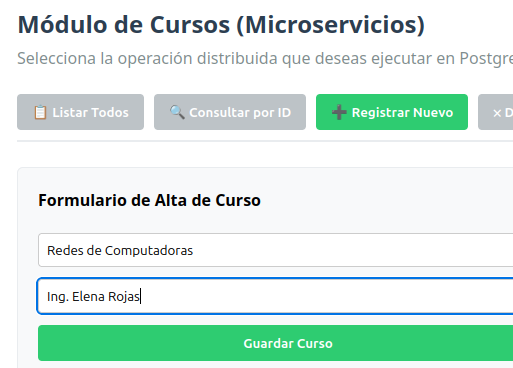 Módulo de Cursos (Microservicios)
Selecciona la operación distribuida que deseas ejecutar en
Listar Todos
Consultar por ID
Registrar Nuevo
Formulario de Alta de Curso
Redes de Computadoras
Ing. Elena Rojas
Guardar Curso